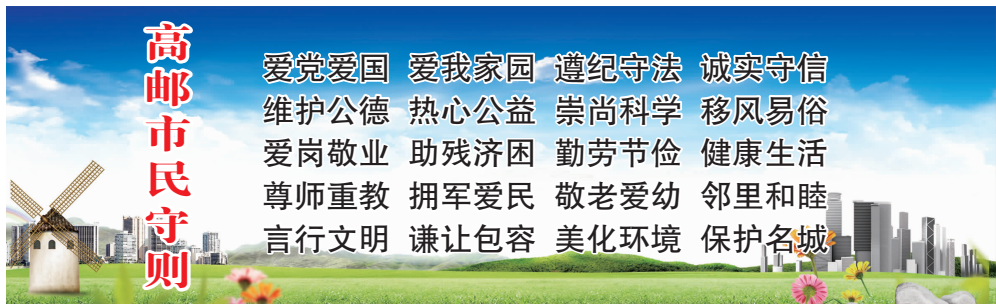 高邮市民守则
爱党爱国 爱我家园 遵纪守法 诚实守信
维护公德 热心公益 崇尚科学 移风易俗
爱岗敬业 助残济困 勤劳节俭 健康生活
尊师重教 拥军爱民 敬老爱幼 邻里和睦
言行文明 谦让包容 美化环境 保护名城